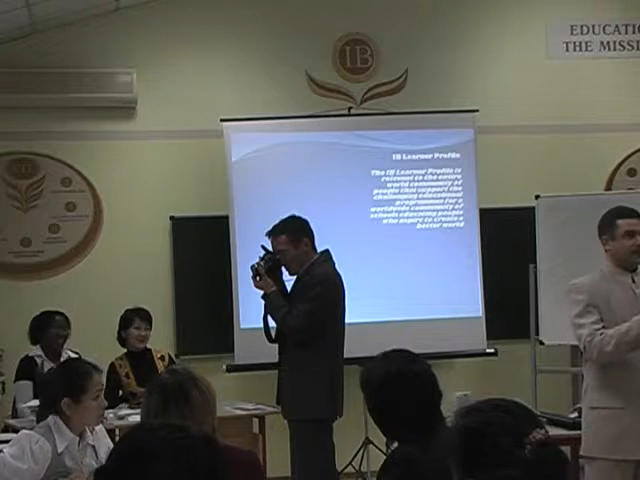 IB
EDUCATIO
THE MISSI
IB Learner Profile
The IB Learner Profile is
relevant to the entire
world community of
people that support the
challenging educational
programmes for a
worldwide community of
schools educating people
who aspire to create a
better world